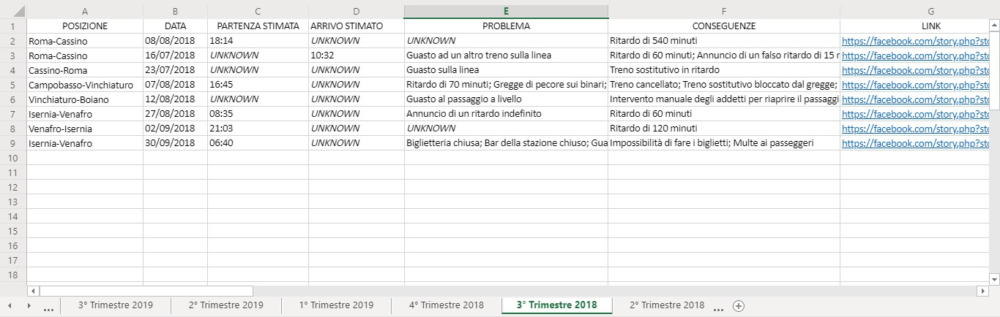 A B C D E F G
1 POSIZIONE DATA PARTENZA STIMATA ARRIVO STIMATO PROBLEMA CONSEGUENZE LINK
2 Roma-Cassino 08/08/2018 18:14 UNKNOWN UNKNOWN Ritardo di 540 minuti https://facebook.com/story.php?sto
3 Roma-Cassino 16/07/2018 UNKNOWN 10:32 Guasto ad un altro treno sulla linea Ritardo di 60 minuti; Annuncio di un falso ritardo di 15 https://facebook.com/story.php?sto
4 Cassino-Roma 23/07/2018 UNKNOWN UNKNOWN Guasto sulla linea Treno sostitutivo in ritardo https://facebook.com/story.php?sto
5 Campobasso-Vinchiaturo 07/08/2018 16:45 UNKNOWN Ritardo di 70 minuti; Gregge di pecore sui binari; Treno cancellato; Treno sostitutivo bloccato dal gregge; https://facebook.com/story.php?sto
6 Vinchiaturo-Boiano 12/08/2018 UNKNOWN UNKNOWN Guasto al passaggio a livello Intervento manuale degli addetti per riaprire il passaggi https://facebook.com/story.php?sto
7 Isernia-Venafro 27/08/2018 08:35 UNKNOWN Annuncio di un ritardo indefinito Ritardo di 60 minuti https://facebook.com/story.php?sto
8 Venafro-Isernia 02/09/2018 21:03 UNKNOWN UNKNOWN Ritardo di 120 minuti https://facebook.com/story.php?sto
9 Isernia-Venafro 30/09/2018 06:40 UNKNOWN Biglietteria chiusa; Bar della stazione chiuso; Gua Impossibilità di fare i biglietti; Multe ai passeggeri https://facebook.com/story.php?sto
10
11
12
13
14
15
16
17
18
... 3° Trimestre 2019 2° Trimestre 2019 1° Trimestre 2019 4° Trimestre 2018 3° Trimestre 2018 2° Trimestre 2018 ...